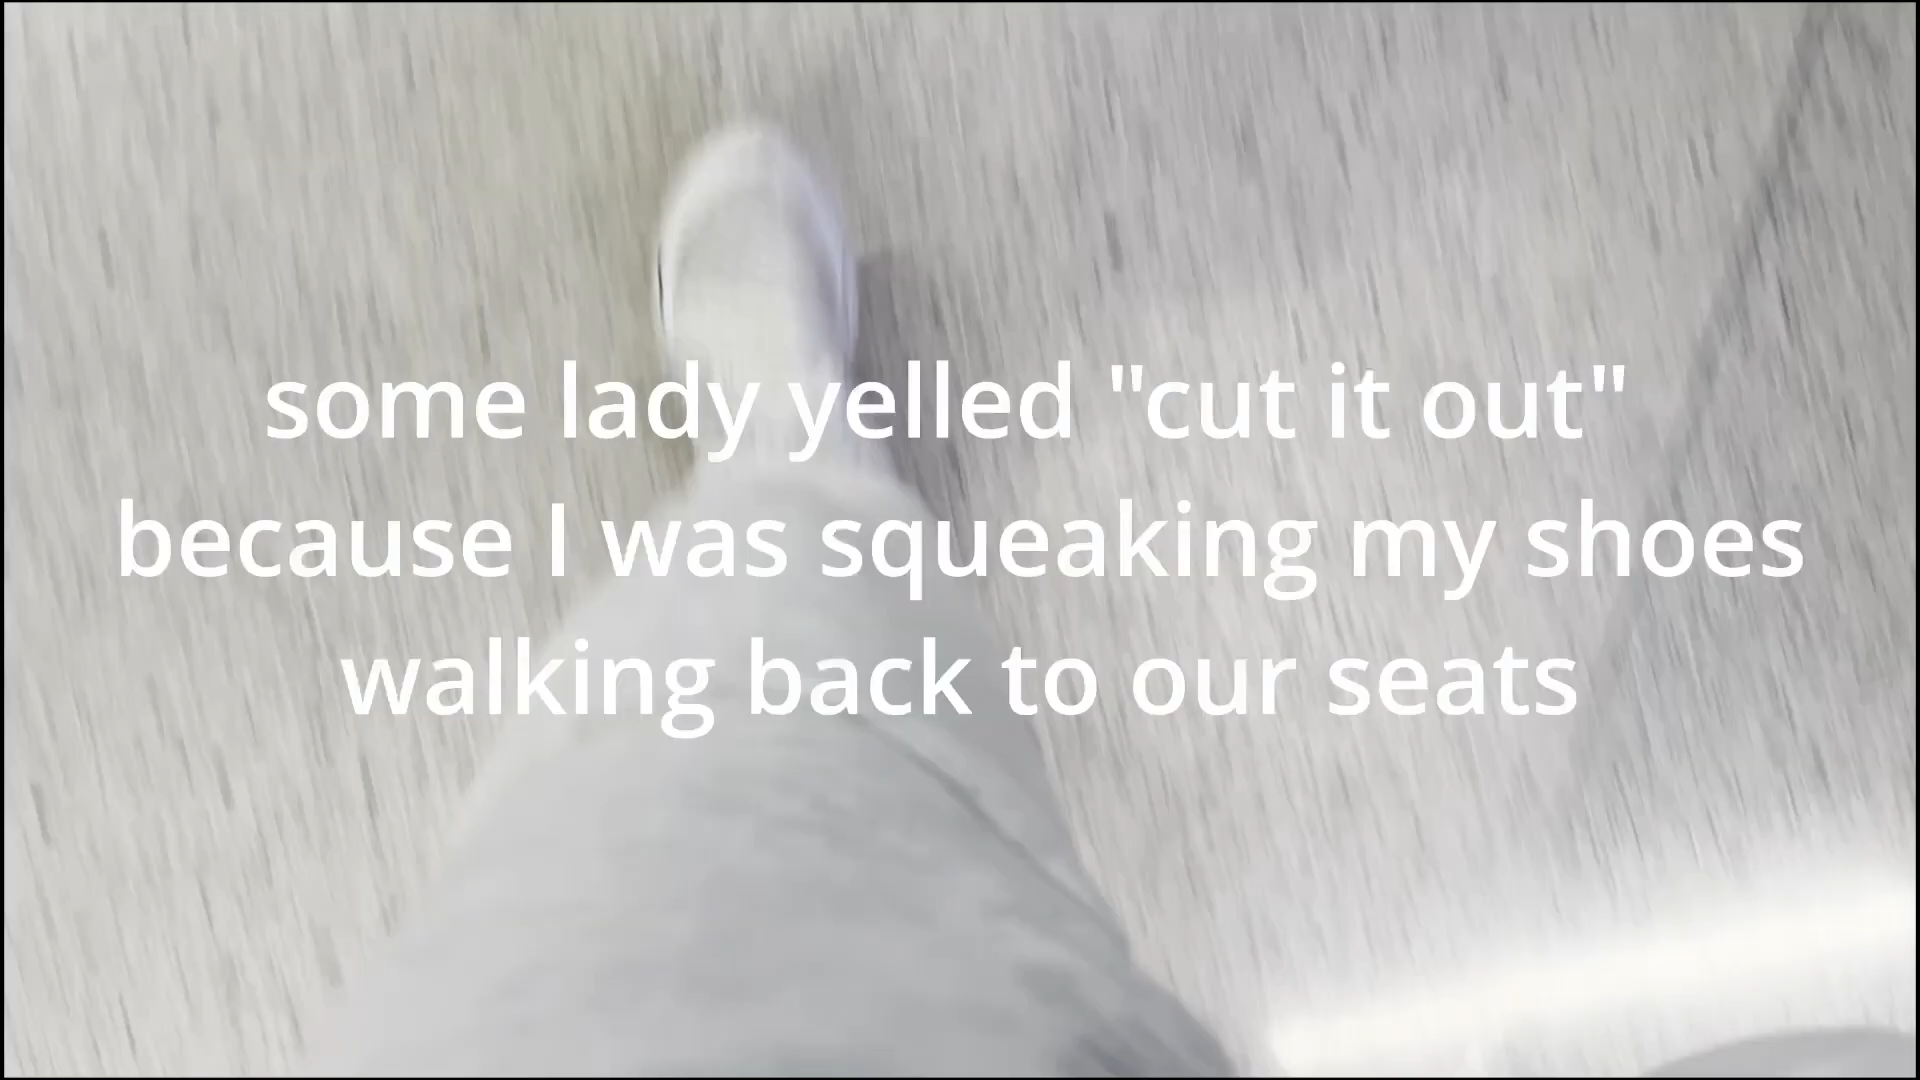 some lady yelled "cut it out"
because I was squeaking my shoes
walking back to our seats